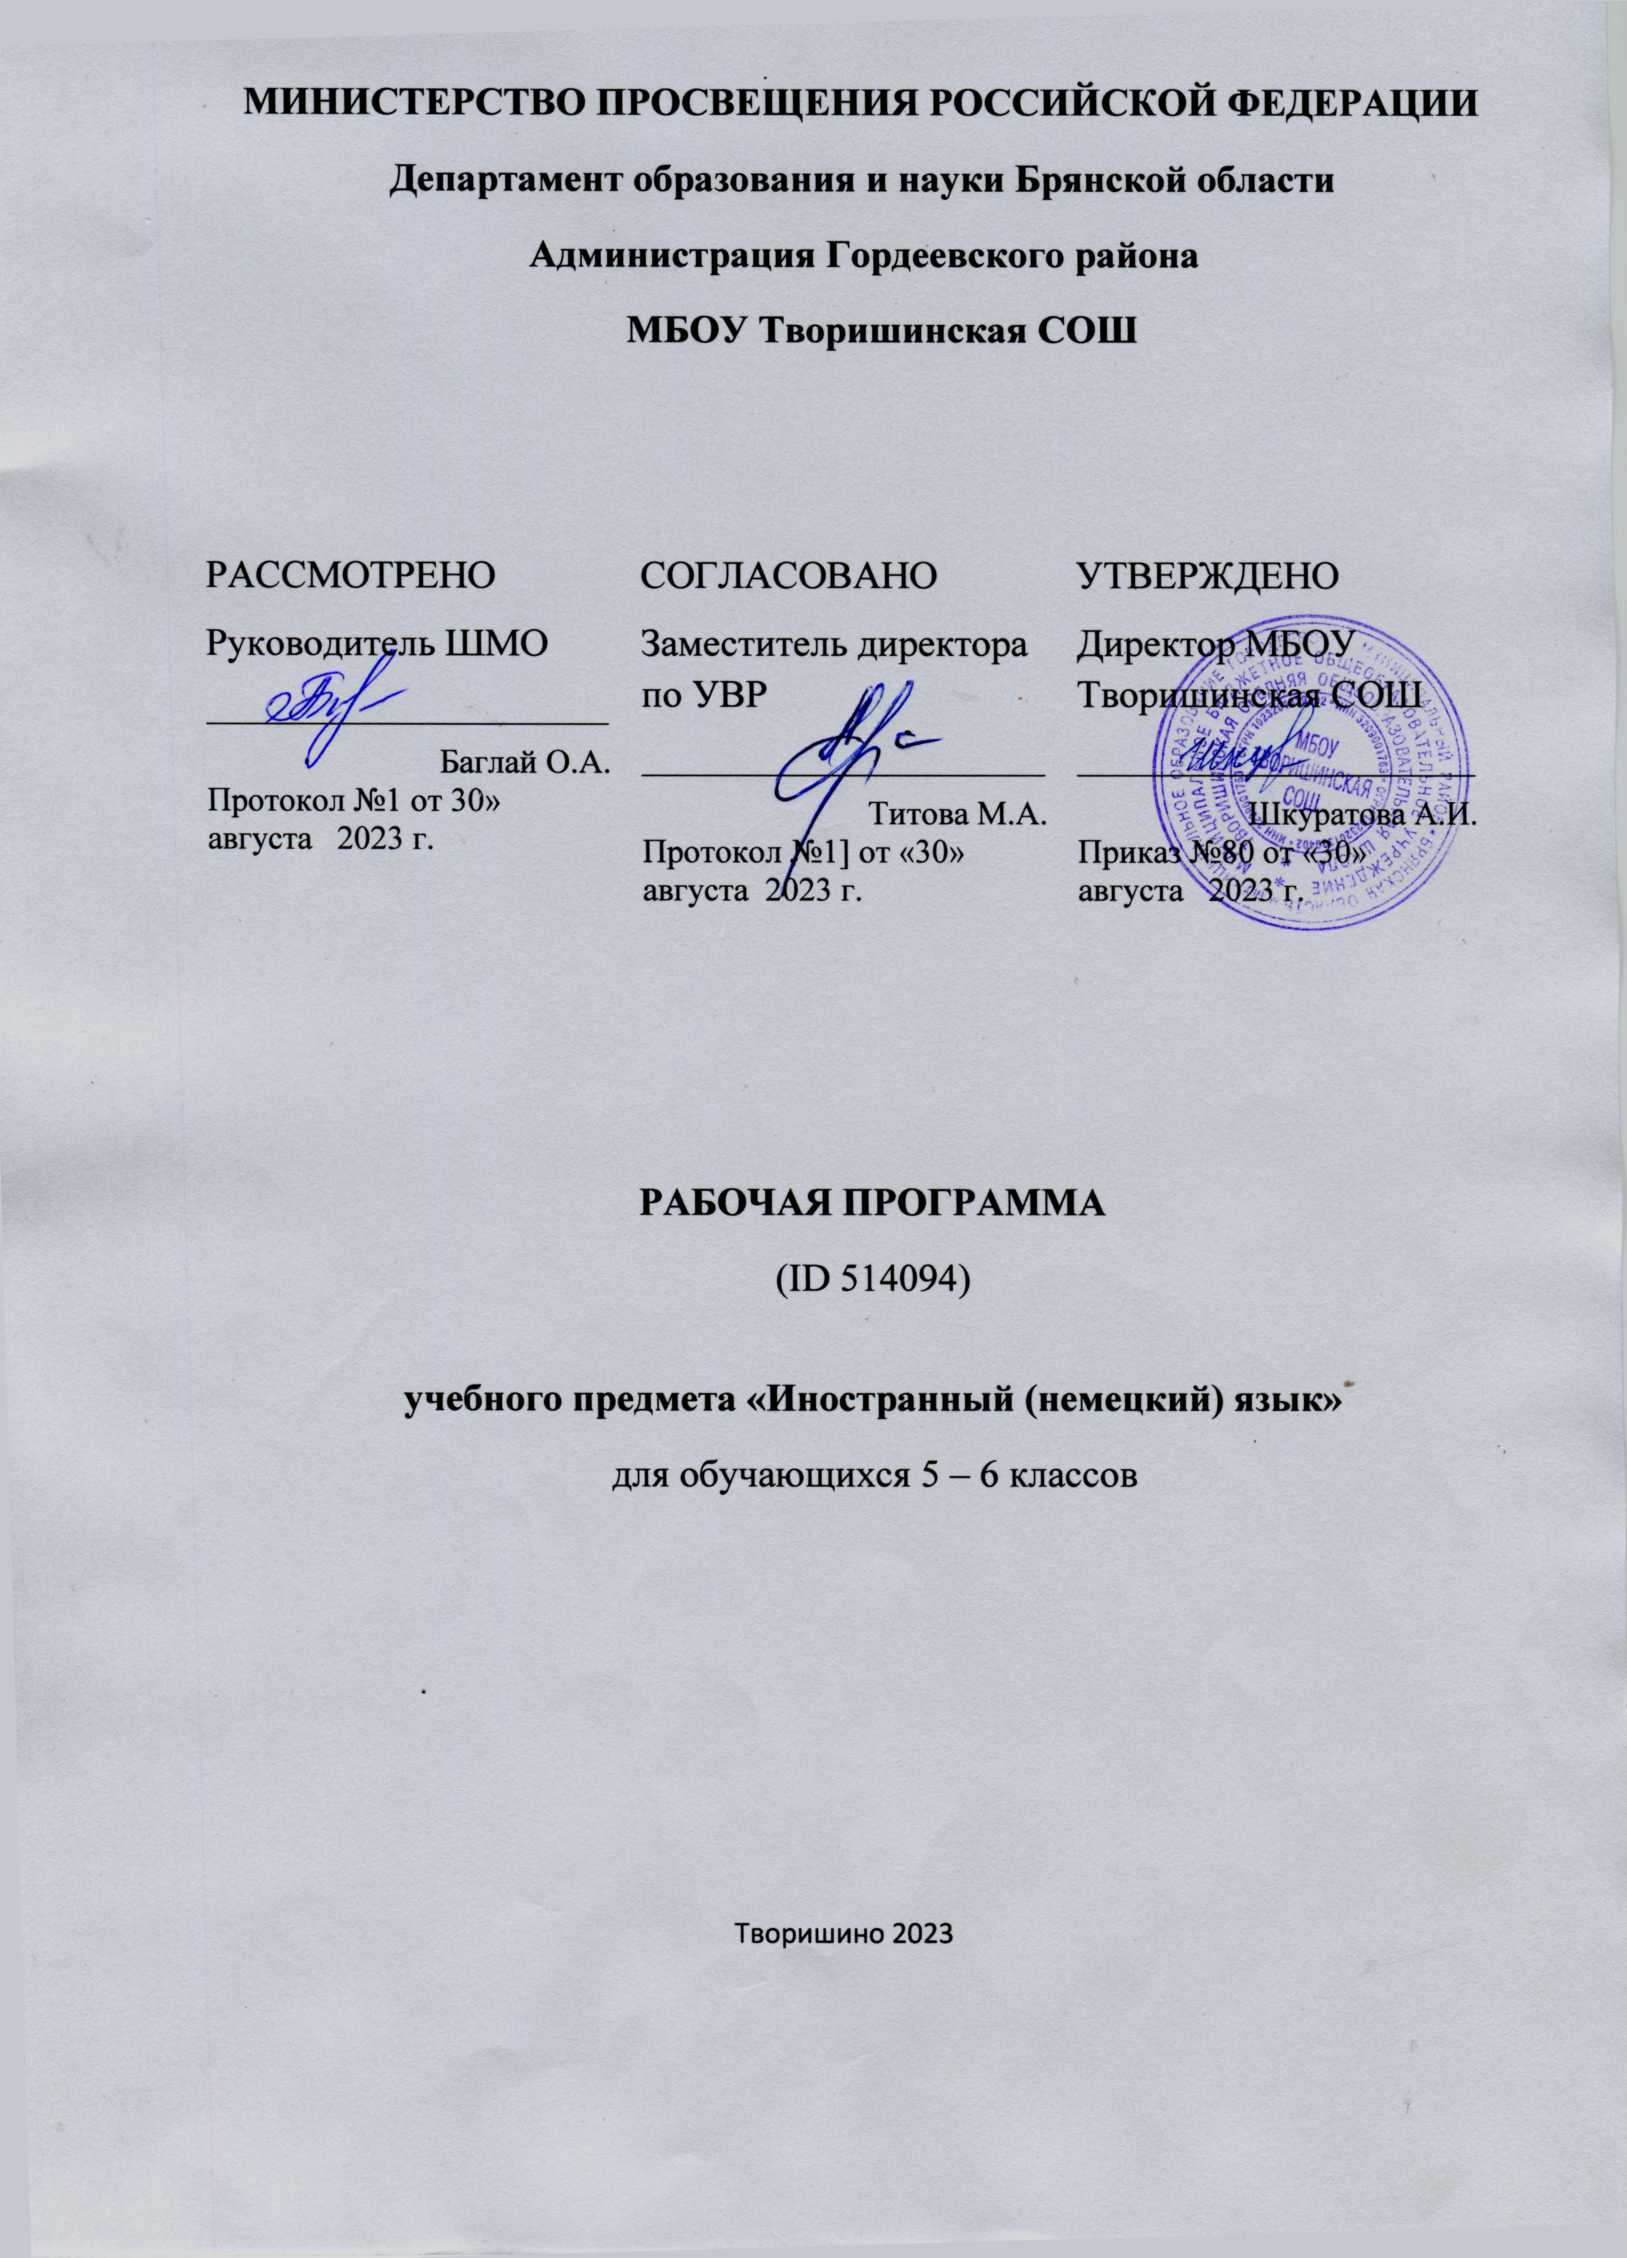 МИНИСТЕРСТВО ПРОСВЕЩЕНИЯ РОССИЙСКОЙ ФЕДЕРАЦИИ
Департамент образования и науки Брянской области
Администрация Гордеевского района
МБОУ Творишинская СОШ
РАССМОТРЕНО
Руководитель ШМО
Баглай О.А.
Протокол №1 от 30»
августа 2023 г.
СОГЛАСОВАНО
Заместитель директора
по УВР
Титова М.А.
Протокол №1] от «30»
августа 2023 г.
УТВЕРЖДЕНО
Директор МБОУ
Творишинская СОШ
Шкуратова А.И.
Приказ №80 от «30»
августа 2023 г.
МБОУ
ТВОРИШИНСКАЯ
СОШ
РАБОЧАЯ ПРОГРАММА
(ID 514094)
учебного предмета «Иностранный (немецкий) язык»
для обучающихся 5 – 6 классов
Творишино 2023